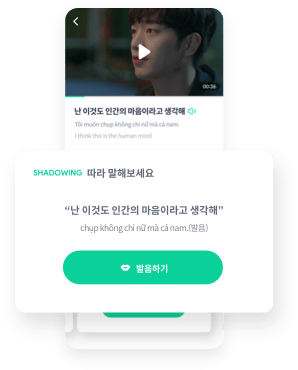 00:36
난 이것도 인간의 마음이라고 생각해
Tôi muốn chụp không chỉ nữ mà cả nam.
I think this is the human mind
SHADOWING 따라 말해보세요
“난 이것도 인간의 마음이라고 생각해”
chụp không chỉ nữ mà cả nam.(발음)
발음하기